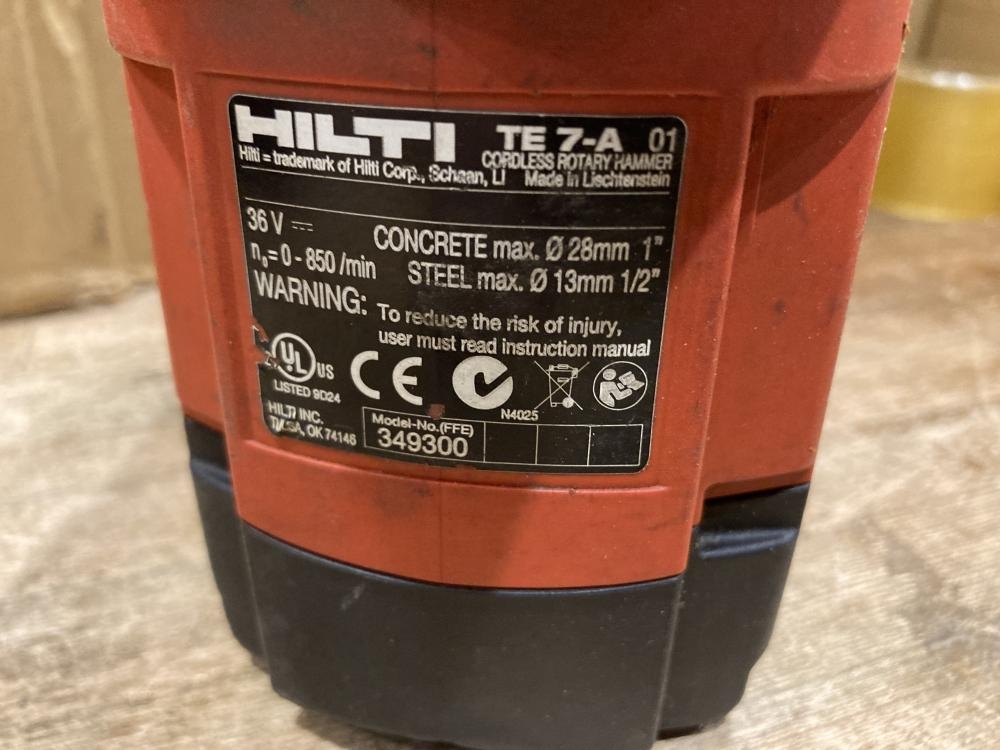 HILTI TE 7-A 01
CORDLESS ROTARY HAMMER
Hilti = trademark of Hilti Corp., Schaan, LI Made in Liechtenstein
36 V
CONCRETE max. Ø 28mm 1"
n₀=0 - 850 /min
STEEL max. Ø 13mm 1/2"
WARNING: To reduce the risk of injury,
user must read instruction manual
UL US
LISTED 9D24
CE
N4025
HILTI INC.
TULSA, OK 74146
Model-No.(FFE)
349300